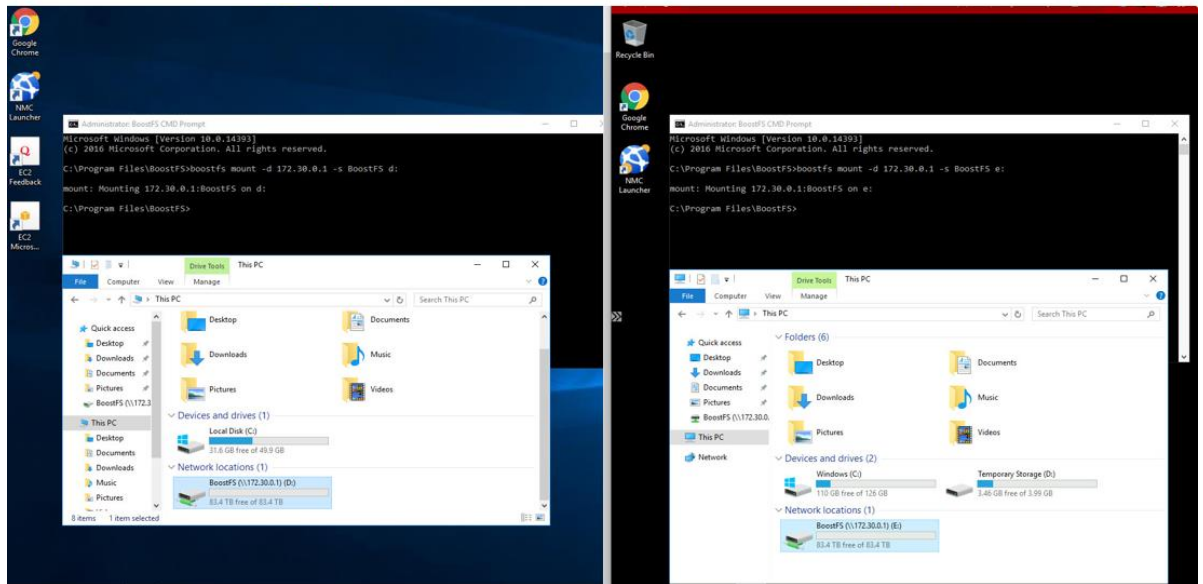 Google
Chrome
NMC
Launcher
EC2
Feedback
EC2
Micros...
Administrator: BoostFS CMD Prompt
Microsoft Windows [Version 10.0.14393]
(c) 2016 Microsoft Corporation. All rights reserved.
C:\Program Files\BoostFS>boostfs mount -d 172.30.0.1 -s BoostFS d:
mount: Mounting 172.30.0.1:BoostFS on d:
C:\Program Files\BoostFS>
Drive Tools This PC
File Computer View Manage
This PC
Search This PC
Quick access
Desktop
Downloads
Documents
Pictures
BoostFS (\\172.3
This PC
Desktop
Documents
Downloads
Music
Pictures
Desktop Documents
Downloads Music
Pictures Videos
Devices and drives (1)
Local Disk (C:)
31.6 GB free of 49.9 GB
Network locations (1)
BoostFS (\\172.30.0.1) (D:)
83.4 TB free of 83.4 TB
8 items 1 item selected
Recycle Bin
Google
Chrome
NMC
Launcher
Administrator: BoostFS CMD Prompt
Microsoft Windows [Version 10.0.14393]
(c) 2016 Microsoft Corporation. All rights reserved.
C:\Program Files\BoostFS>boostfs mount -d 172.30.0.1 -s BoostFS e:
mount: Mounting 172.30.0.1:BoostFS on e:
C:\Program Files\BoostFS>
Drive Tools This PC
File Computer View Manage
This PC
Search This PC
Quick access
Desktop
Downloads
Documents
Pictures
BoostFS (\\172.30.0.
This PC
Network
Folders (6)
Desktop Documents
Downloads Music
Pictures Videos
Devices and drives (2)
Windows (C:) Temporary Storage (D:)
110 GB free of 126 GB 3.46 GB free of 3.99 GB
Network locations (1)
BoostFS (\\172.30.0.1) (E:)
83.4 TB free of 83.4 TB